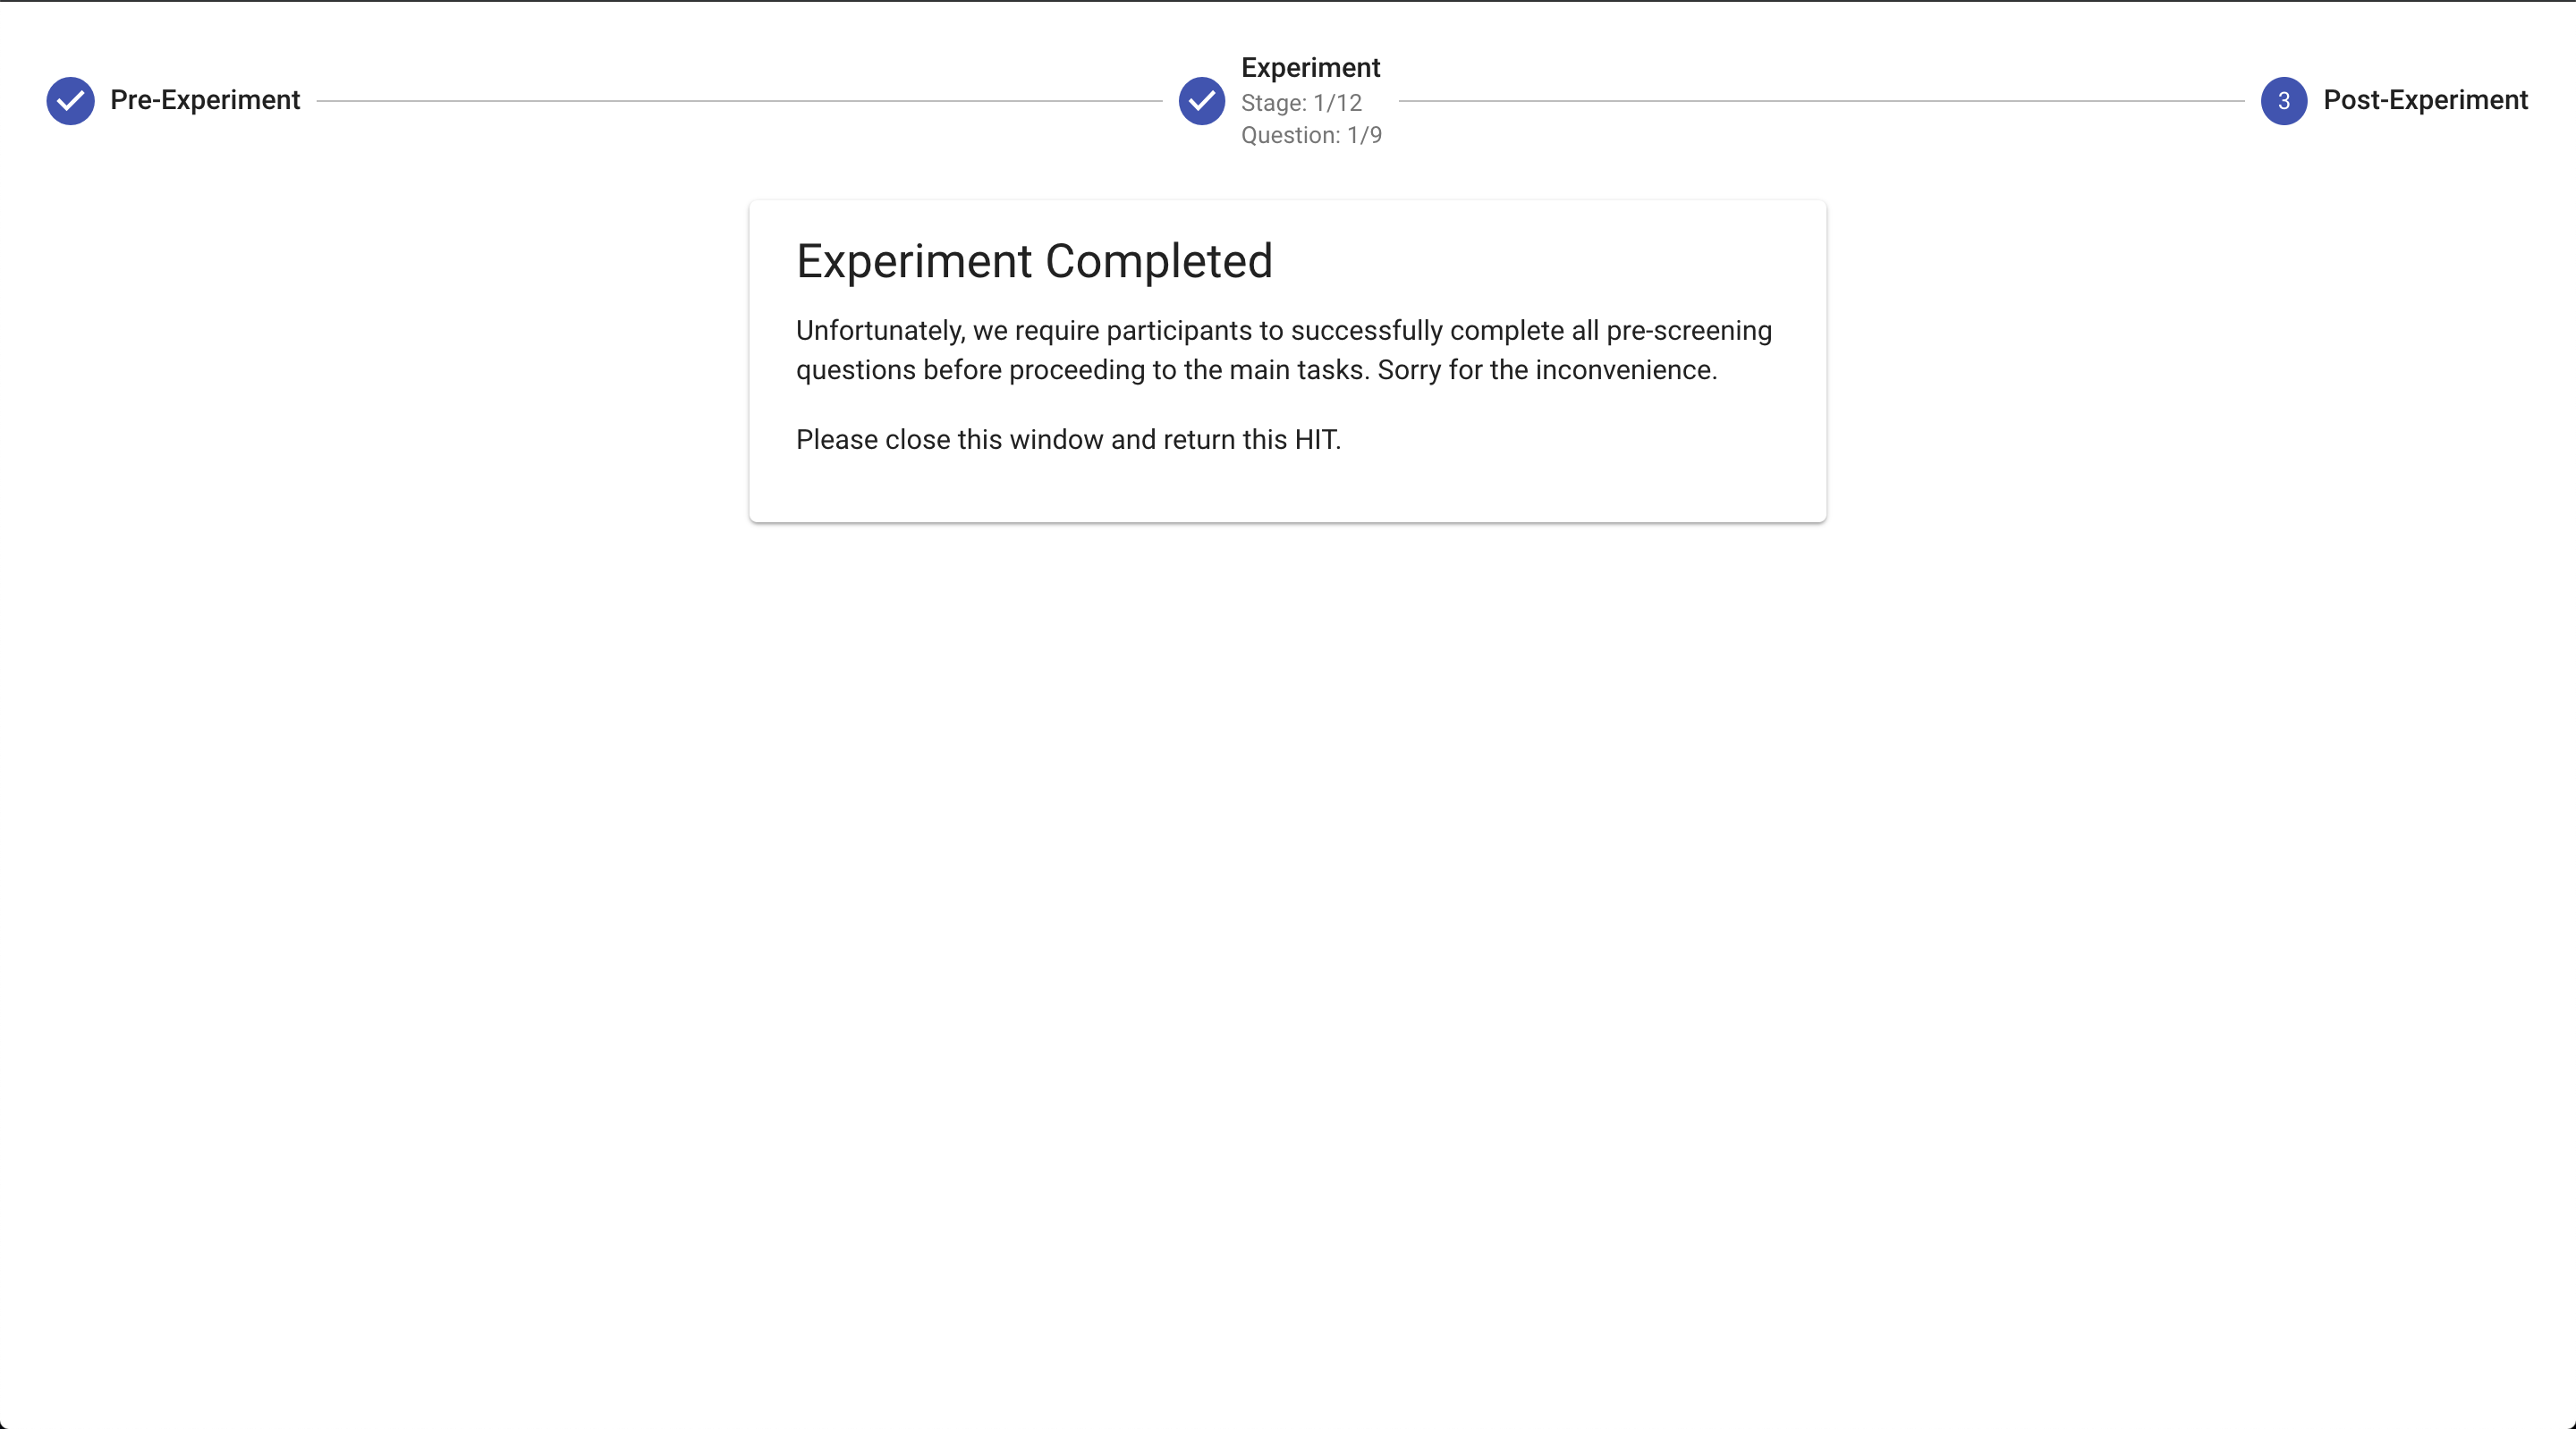 Pre-Experiment
Experiment
Stage: 1/12
Question: 1/9
3
Post-Experiment
Experiment Completed
Unfortunately, we require participants to successfully complete all pre-screening
questions before proceeding to the main tasks. Sorry for the inconvenience.
Please close this window and return this HIT.